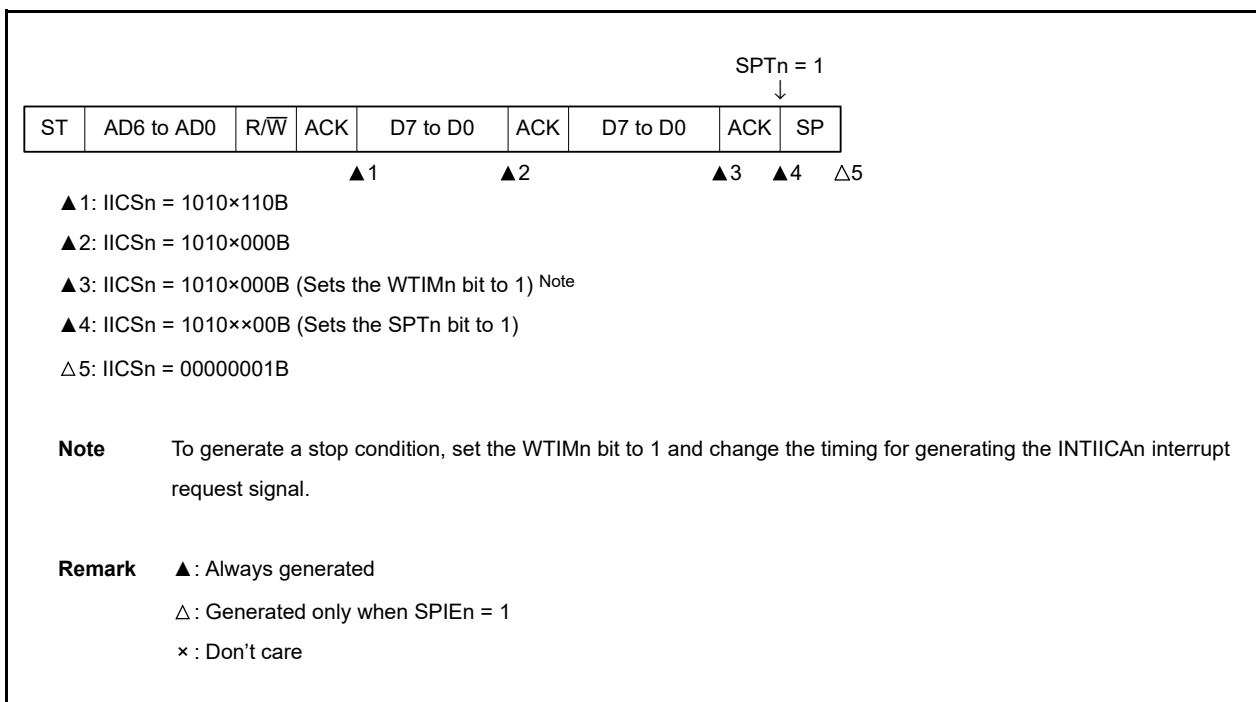 SPTn = 1
↓
ST AD6 to AD0 R/W̅ ACK D7 to D0 ACK D7 to D0 ACK SP
▲1 ▲2 ▲3 ▲4 △5
▲1: IICSn = 1010×110B
▲2: IICSn = 1010×000B
▲3: IICSn = 1010×000B (Sets the WTIMn bit to 1) Note
▲4: IICSn = 1010××00B (Sets the SPTn bit to 1)
△5: IICSn = 00000001B
Note To generate a stop condition, set the WTIMn bit to 1 and change the timing for generating the INTIICAn interrupt
request signal.
Remark ▲: Always generated
△: Generated only when SPIEn = 1
×: Don't care